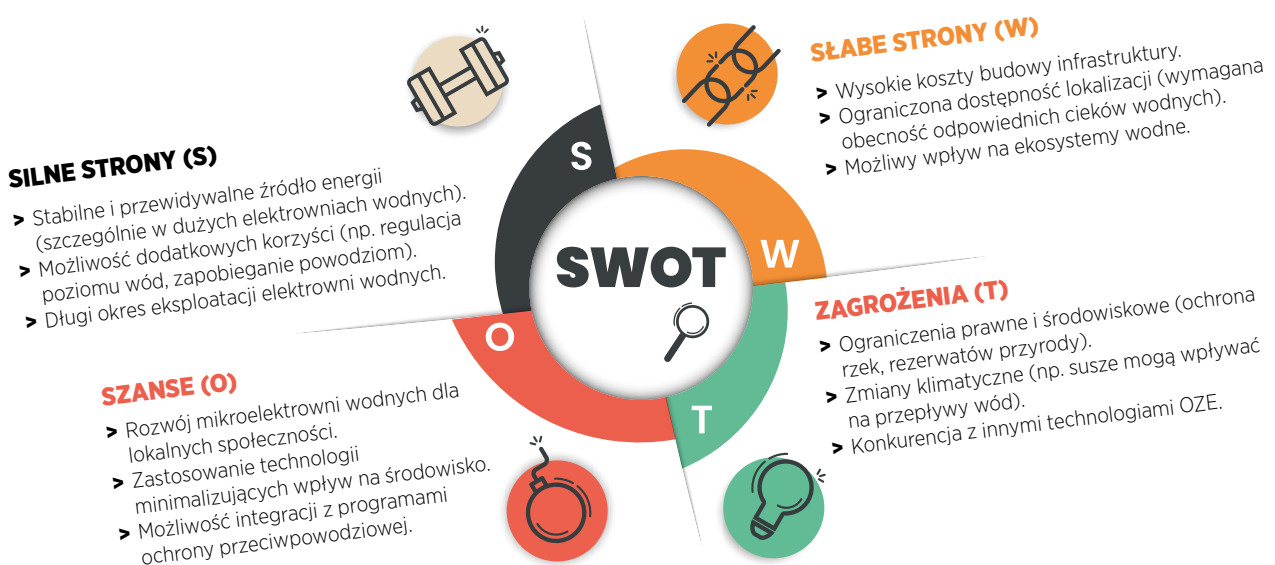 SILNE STRONY (S)
> Stabilne i przewidywalne źródło energii
(szczególnie w dużych elektrowniach wodnych).
> Możliwość dodatkowych korzyści (np. regulacja
poziomu wód, zapobieganie powodziom).
> Długi okres eksploatacji elektrowni wodnych.
SŁABE STRONY (W)
> Wysokie koszty budowy infrastruktury.
> Ograniczona dostępność lokalizacji (wymagana
obecność odpowiednich cieków wodnych).
> Możliwy wpływ na ekosystemy wodne.
S
W
SWOT
O
T
SZANSE (O)
> Rozwój mikroelektrowni wodnych dla
lokalnych społeczności.
> Zastosowanie technologii
minimalizujących wpływ na środowisko.
> Możliwość integracji z programami
ochrony przeciwpowodziowej.
ZAGROŻENIA (T)
> Ograniczenia prawne i środowiskowe (ochrona
rzek, rezerwatów przyrody).
> Zmiany klimatyczne (np. susze mogą wpływać
na przepływy wód).
> Konkurencja z innymi technologiami OZE.